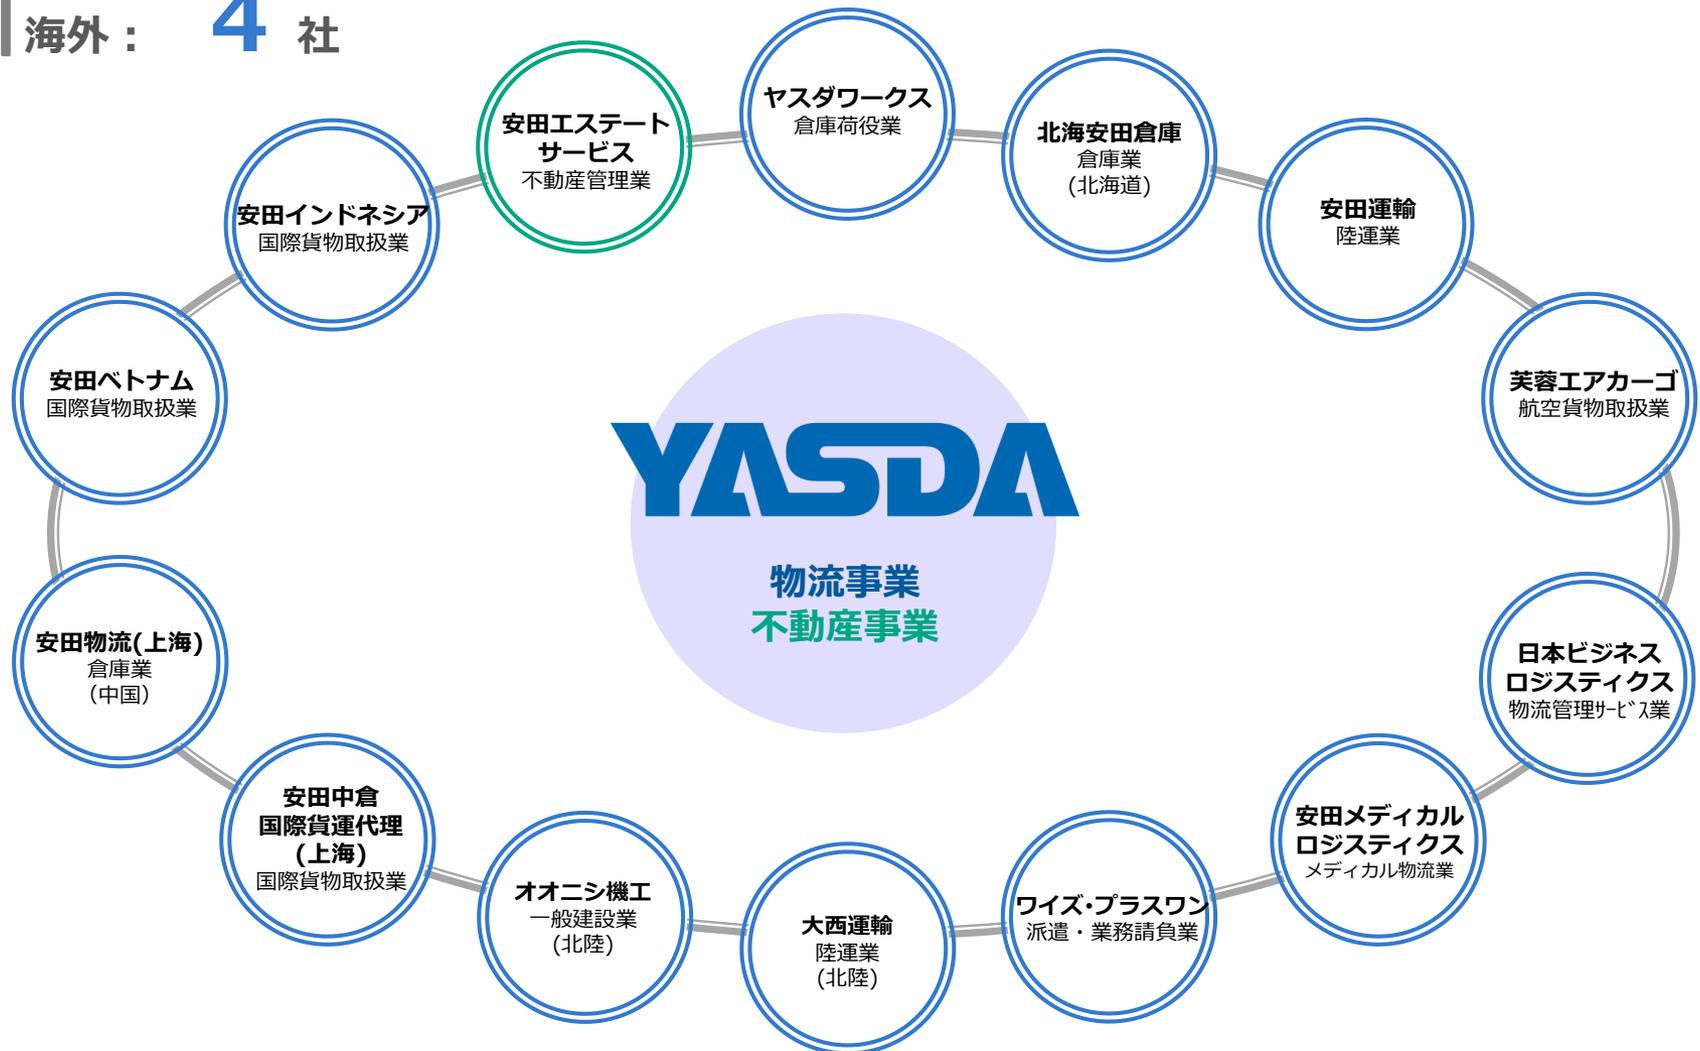 海外： 4 社
ヤスダワークス
倉庫荷役業
北海安田倉庫
倉庫業
(北海道)
安田運輸
陸運業
芙蓉エアカーゴ
航空貨物取扱業
日本ビジネス
ロジスティクス
物流管理ｻｰﾋﾞｽ業
安田メディカル
ロジスティクス
メディカル物流業
ワイズ・プラスワン
派遣・業務請負業
大西運輸
陸運業
(北陸)
オオニシ機工
一般建設業
(北陸)
安田中倉
国際貨運代理
(上海)
国際貨物取扱業
安田物流(上海)
倉庫業
（中国）
安田ベトナム
国際貨物取扱業
安田インドネシア
国際貨物取扱業
安田エステート
サービス
不動産管理業
YASDA
物流事業
不動産事業